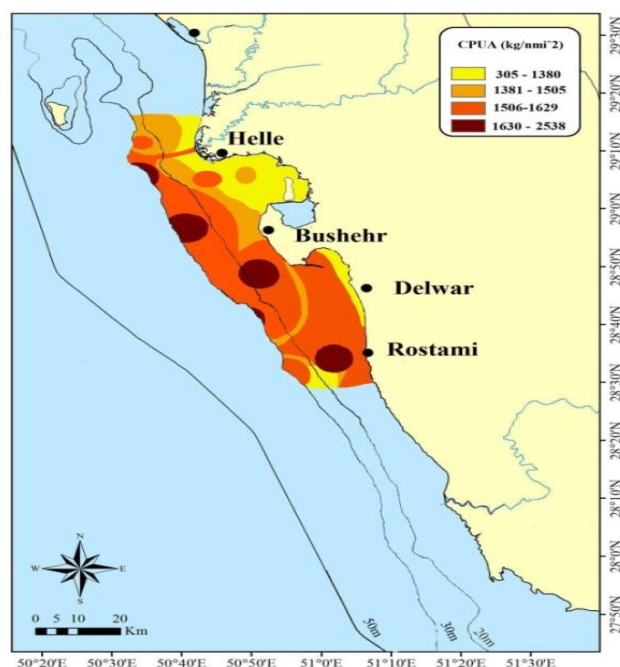 CPUA (kg/nmi^2)
305 - 1380
1381 - 1505
1506-1629
1630 - 2538
Helle
Bushehr
Delwar
Rostami
29°30'N
29°20'N
29°10'N
29°0'N
28°50'N
28°40'N
28°30'N
28°20'N
28°10'N
28°0'N
27°50'N
N
W
E
S
0 5 10 20
Km
50m
30m
20m
50°20'E
50°30'E
50°40'E
50°50'E
51°0'E
51°10'E
51°20'E
51°30'E